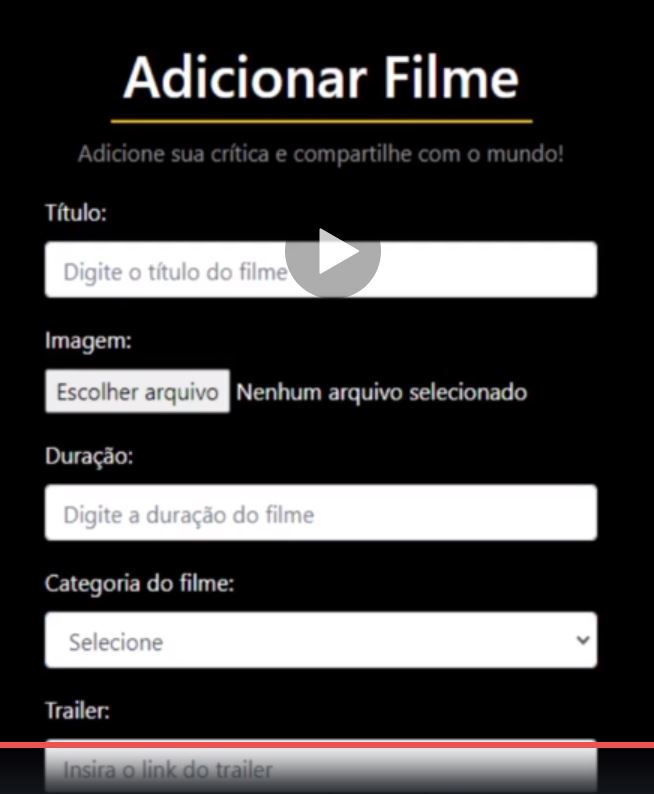 Adicionar Filme
Adicione sua crítica e compartilhe com o mundo!
Título:
Digite o título do filme
Imagem:
Escolher arquivo Nenhum arquivo selecionado
Duração:
Digite a duração do filme
Categoria do filme:
Selecione
Trailer:
Insira o link do trailer